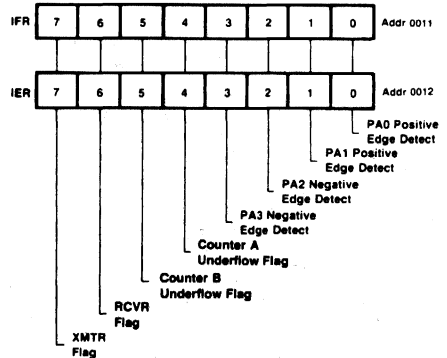 IFR 7 6 5 4 3 2 1 0 Addr 0011
IER 7 6 5 4 3 2 1 0 Addr 0012
PA0 Positive
Edge Detect
PA1 Positive
Edge Detect
PA2 Negative
Edge Detect
PA3 Negative
Edge Detect
Counter A
Underflow Flag
Counter B
Underflow Flag
RCVR
Flag
XMTR
Flag